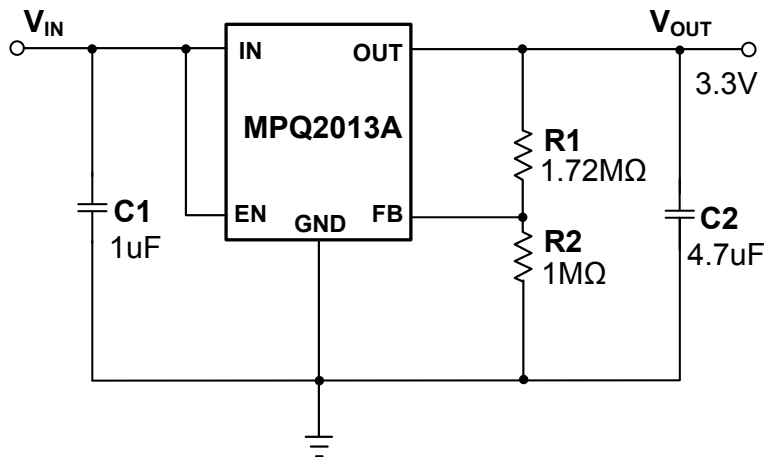 VIN
VOUT
IN
OUT
3.3V
MPQ2013A
R1
1.72MΩ
C1
1uF
EN
GND
FB
R2
1MΩ
C2
4.7uF